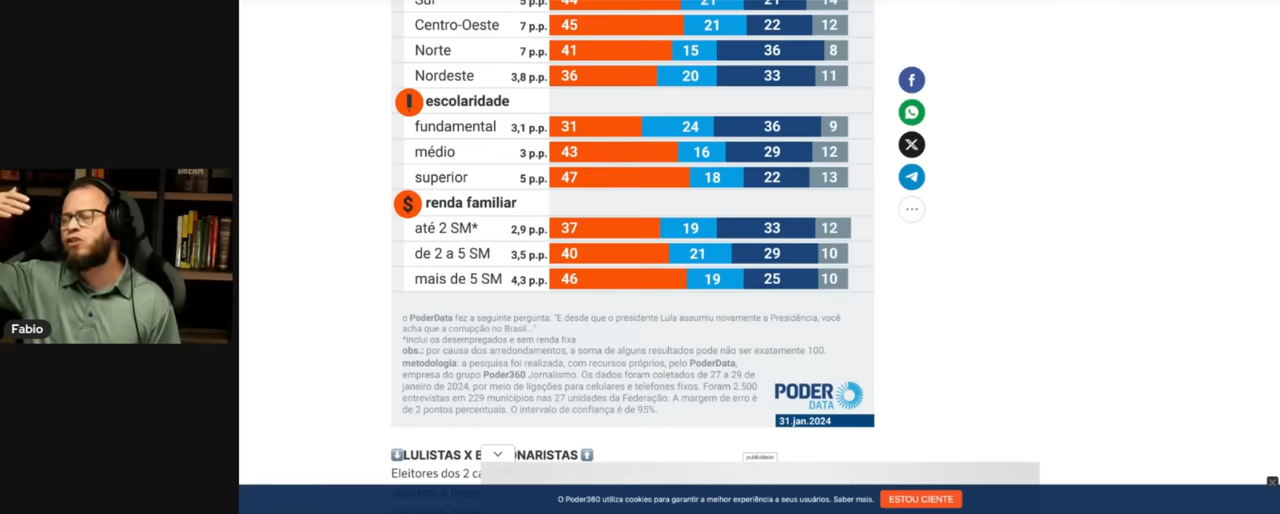 5 p.p. 44 21 21 14
Centro-Oeste 7 p.p. 45 21 22 12
Norte 7 p.p. 41 15 36 8
Nordeste 3,8 p.p. 36 20 33 11
escolaridade
fundamental 3,1 p.p. 31 24 36 9
médio 3 p.p. 43 16 29 12
superior 5 p.p. 47 18 22 13
$ renda familiar
até 2 SM* 2,9 p.p. 37 19 33 12
de 2 a 5 SM 3,5 p.p. 40 21 29 10
mais de 5 SM 4,3 p.p. 46 19 25 10
DREAM
Fabio
o PoderData fez a seguinte pergunta: "E desde que o presidente Lula assumiu novamente a Presidência, você
acha que a corrupção no Brasil..."
*inclui os desempregados e sem renda fixa
obs.: por causa dos arredondamentos, a soma de alguns resultados pode não ser exatamente 100.
metodologia: a pesquisa foi realizada, com recursos próprios, pelo PoderData,
empresa do grupo Poder360 Jornalismo. Os dados foram coletados de 27 a 29 de
janeiro de 2024, por meio de ligações para celulares e telefones fixos. Foram 2.500
entrevistas em 229 municípios nas 27 unidades da Federação. A margem de erro é
de 2 pontos percentuais. O intervalo de confiança é de 95%.
PODER
DATA
31.jan.2024
LULISTAS X B NARISTAS
publicidade
Eleitores dos 2
O Poder360 utiliza cookies para garantir a melhor experiência a seus usuários. Saber mais.
ESTOU CIENTE